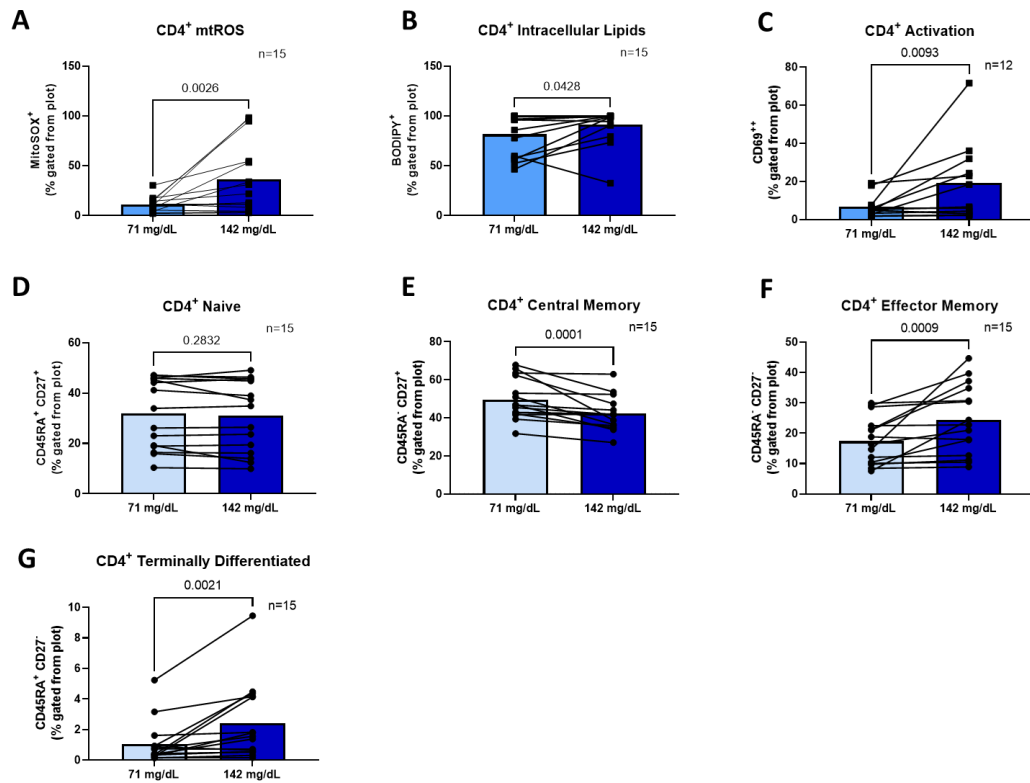 A
CD4+ mtROS
n=15
0.0026
MitoSOX+
(% gated from plot)
150
100
50
0
71 mg/dL
142 mg/dL
B
CD4+ Intracellular Lipids
n=15
0.0428
BODIPY+
(% gated from plot)
150
100
50
0
71 mg/dL
142 mg/dL
C
CD4+ Activation
0.0093
n=12
CD69++
(% gated from plot)
80
60
40
20
0
71 mg/dL
142 mg/dL
D
CD4+ Naive
n=15
0.2832
CD45RA+ CD27+
(% gated from plot)
60
40
20
0
71 mg/dL
142 mg/dL
E
CD4+ Central Memory
n=15
0.0001
CD45RA- CD27+
(% gated from plot)
80
60
40
20
0
71 mg/dL
142 mg/dL
F
CD4+ Effector Memory
0.0009
n=15
CD45RA- CD27-
(% gated from plot)
50
40
30
20
10
0
71 mg/dL
142 mg/dL
G
CD4+ Terminally Differentiated
0.0021
n=15
CD45RA+ CD27-
(% gated from plot)
10
8
6
4
2
0
71 mg/dL
142 mg/dL